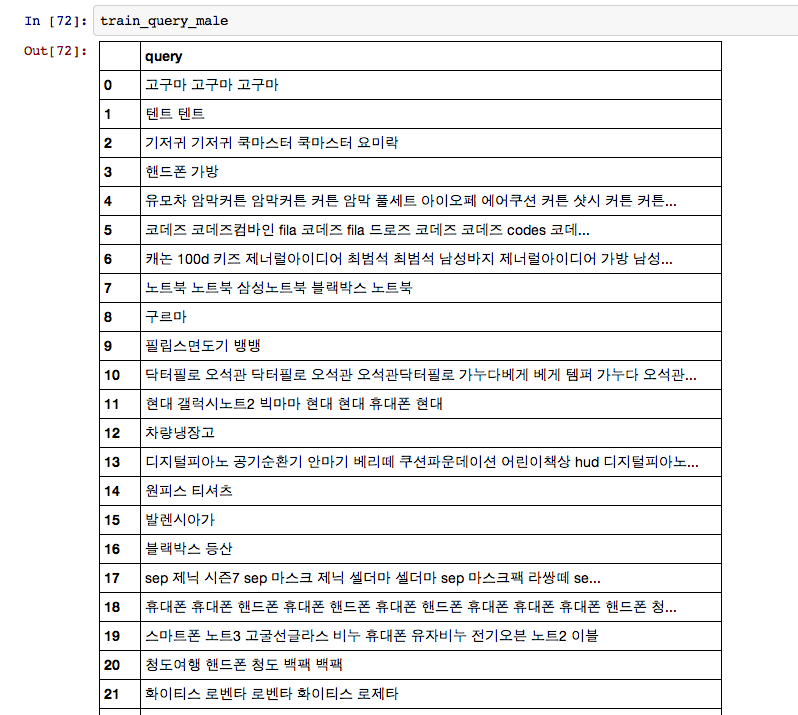 In [72]: train_query_male
Out[72]:
query
0 고구마 고구마 고구마
1 텐트 텐트
2 기저귀 기저귀 쿡마스터 쿡마스터 요미락
3 핸드폰 가방
4 유모차 암막커튼 암막커튼 커튼 암막 풀세트 아이오페 에어쿠션 커튼 샷시 커튼 커튼...
5 코데즈 코데즈컴바인 fila 코데즈 fila 드로즈 코데즈 코데즈 codes 코데...
6 캐논 100d 키즈 제너럴아이디어 최범석 최범석 남성바지 제너럴아이디어 가방 남성...
7 노트북 노트북 삼성노트북 블랙박스 노트북
8 구르마
9 필립스면도기 뱅뱅
10 닥터필로 오석관 닥터필로 오석관 오석관닥터필로 가누다베게 베게 템퍼 가누다 오석관...
11 현대 갤럭시노트2 빅마마 현대 현대 휴대폰 현대
12 차량냉장고
13 디지털피아노 공기순환기 안마기 베리떼 쿠션파운데이션 어린이책상 hud 디지털피아노...
14 원피스 티셔츠
15 발렌시아가
16 블랙박스 등산
17 sep 제닉 시즌7 sep 마스크 제닉 셀더마 셀더마 sep 마스크팩 라쌍떼 se...
18 휴대폰 휴대폰 핸드폰 휴대폰 핸드폰 휴대폰 핸드폰 휴대폰 휴대폰 휴대폰 핸드폰 청...
19 스마트폰 노트3 고굴선글라스 비누 휴대폰 유자비누 전기오븐 노트2 이블
20 청도여행 핸드폰 청도 백팩 백팩
21 화이티스 로벤타 로벤타 화이티스 로제타